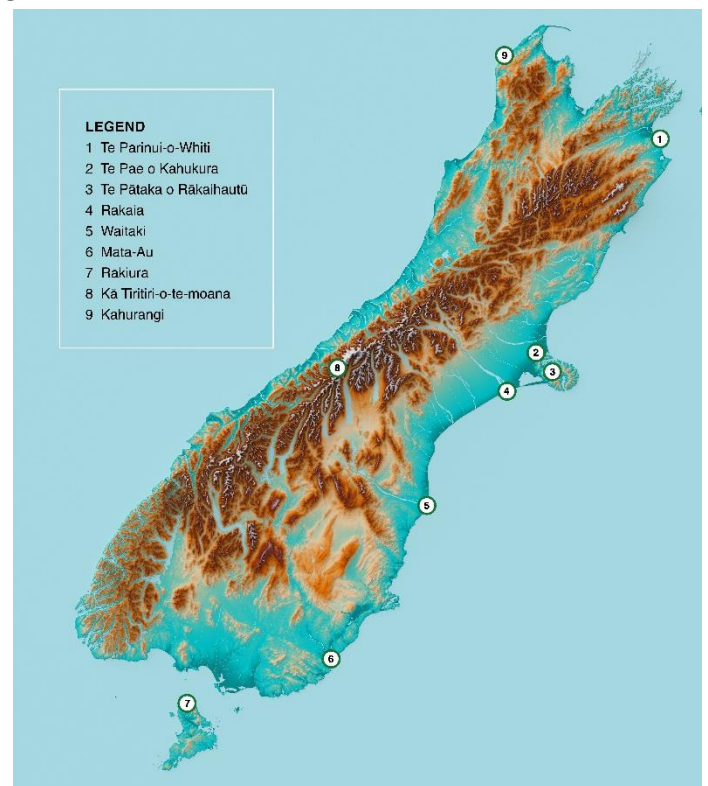 LEGEND
1 Te Parinui-o-Whiti
2 Te Pae o Kahukura
3 Te Pātaka o Rākaihautū
4 Rakaia
5 Waitaki
6 Mata-Au
7 Rakiura
8 Kā Tiritiri-o-te-moana
9 Kahurangi
9
1
2
8
3
4
5
6
7